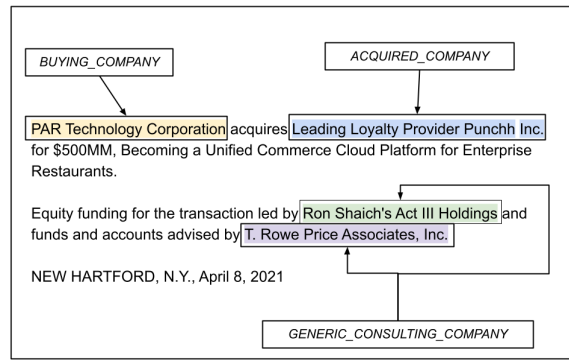 BUYING_COMPANY
ACQUIRED_COMPANY
PAR Technology Corporation acquires Leading Loyalty Provider Punchh Inc.
for $500MM, Becoming a Unified Commerce Cloud Platform for Enterprise
Restaurants.
Equity funding for the transaction led by Ron Shaich's Act III Holdings and
funds and accounts advised by T. Rowe Price Associates, Inc.
NEW HARTFORD, N.Y., April 8, 2021
GENERIC_CONSULTING_COMPANY